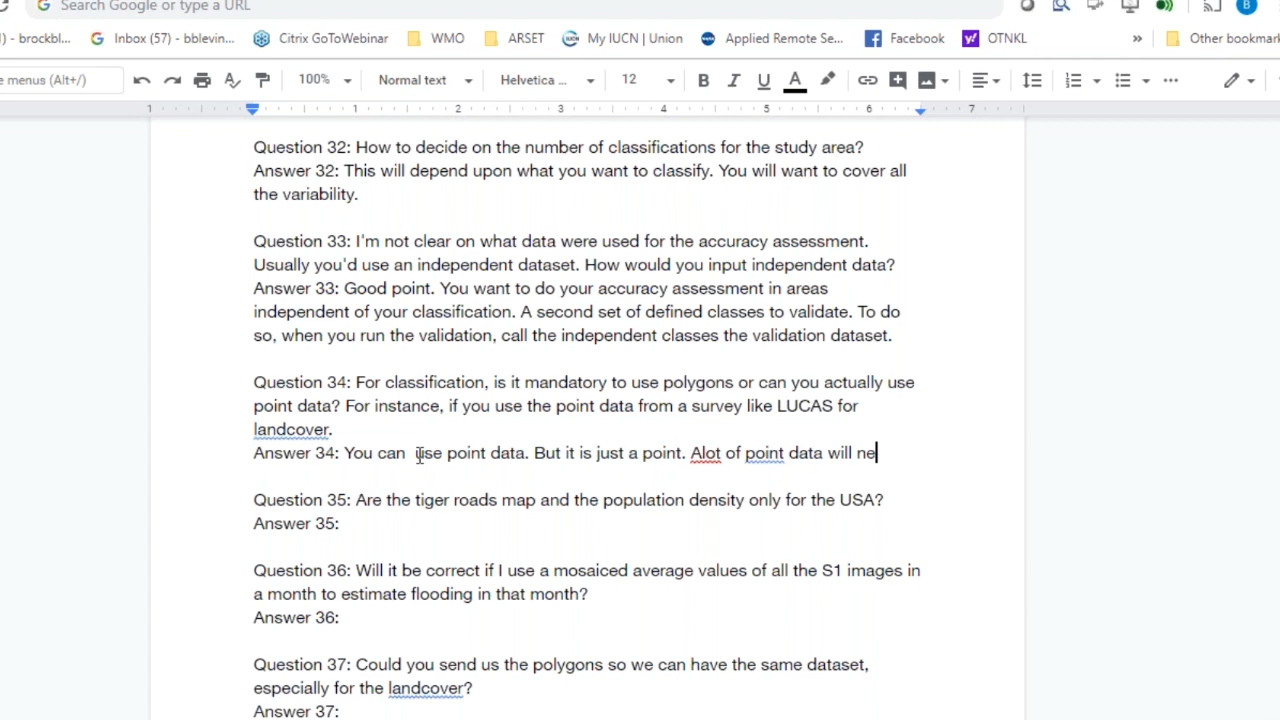 Search Google or type a URL
) - brockbl...
Inbox (57) - bblevin...
Citrix GoToWebinar
WMO
ARSET
My IUCN | Union
Applied Remote Se...
Facebook
OTNKL
»
Other bookmark
e menus (Alt+/)
100%
Normal text
Helvetica ...
12
B
I
U
A
1 1 2 3 4 5 6 7
Question 32: How to decide on the number of classifications for the study area?
Answer 32: This will depend upon what you want to classify. You will want to cover all
the variability.
Question 33: I'm not clear on what data were used for the accuracy assessment.
Usually you'd use an independent dataset. How would you input independent data?
Answer 33: Good point. You want to do your accuracy assessment in areas
independent of your classification. A second set of defined classes to validate. To do
so, when you run the validation, call the independent classes the validation dataset.
Question 34: For classification, is it mandatory to use polygons or can you actually use
point data? For instance, if you use the point data from a survey like LUCAS for
landcover.
Answer 34: You can  use point data. But it is just a point. Alot of point data will ne
Question 35: Are the tiger roads map and the population density only for the USA?
Answer 35:
Question 36: Will it be correct if I use a mosaiced average values of all the S1 images in
a month to estimate flooding in that month?
Answer 36:
Question 37: Could you send us the polygons so we can have the same dataset,
especially for the landcover?
Answer 37: